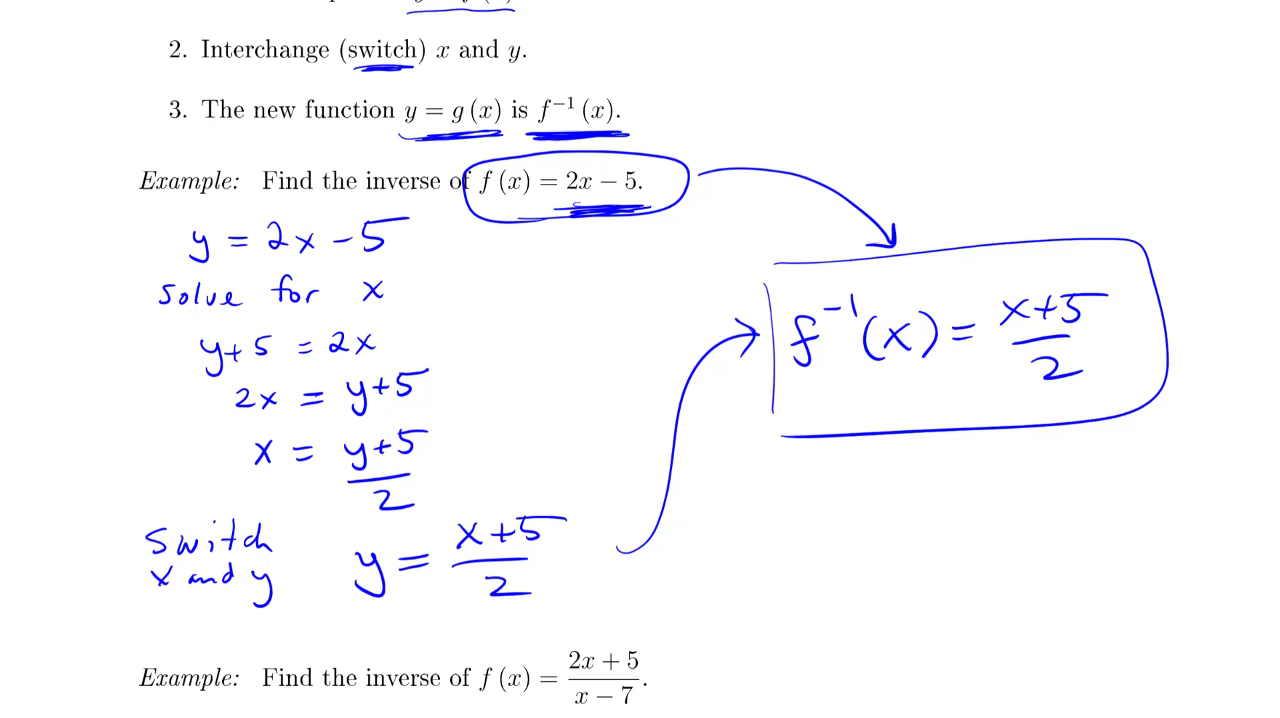 2. Interchange (switch) x and y.
3. The new function y = g (x) is f⁻¹ (x).
Example: Find the inverse of f (x) = 2x − 5.
y = 2x - 5
solve for x
y+5 = 2x
2x = y+5
x = y+5/2
switch
x and y
y = x+5/2
f⁻¹(x) = x+5/2
Example: Find the inverse of f (x) = 2x + 5/x − 7.